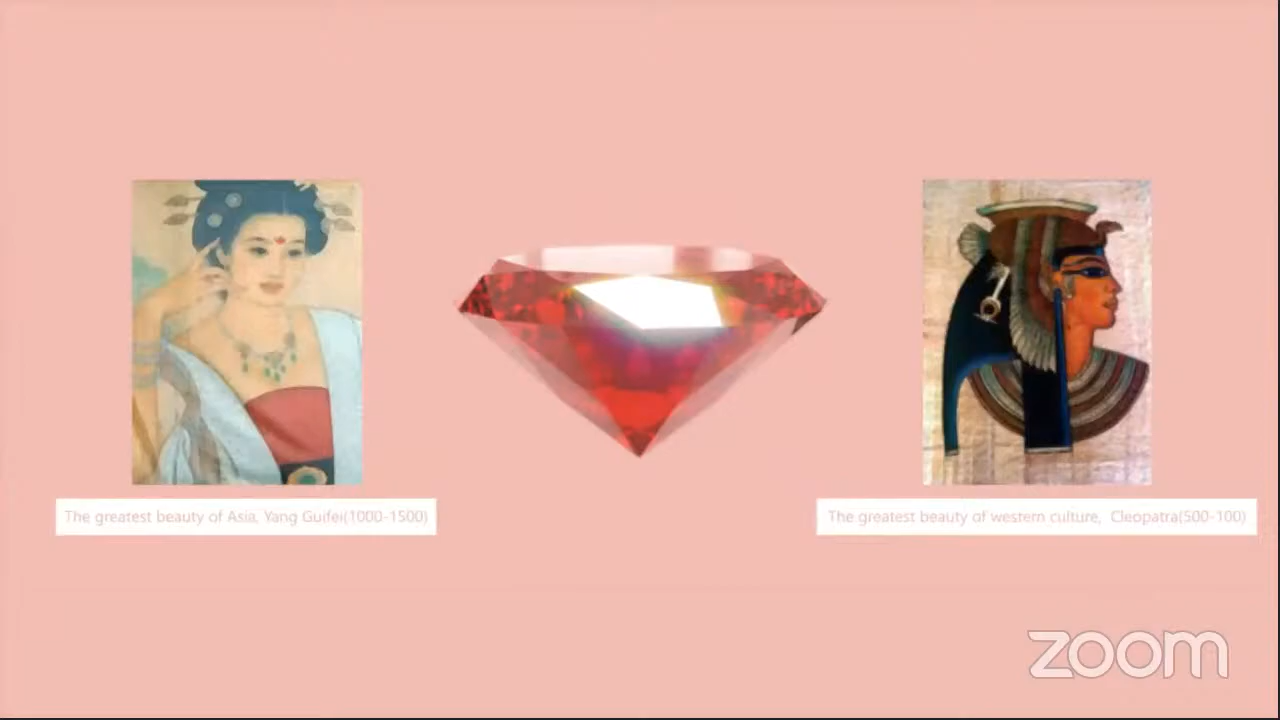 The greatest beauty of Asia, Yang Guifei(1000-1500)
The greatest beauty of western culture, Cleopatra(500-100)
zoom